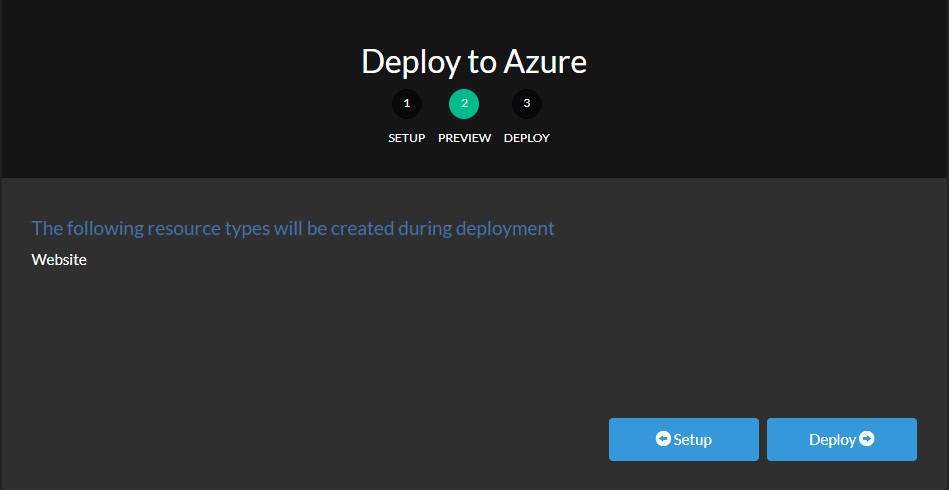 Deploy to Azure
1 2 3
SETUP PREVIEW DEPLOY
The following resource types will be created during deployment
Website
Setup Deploy